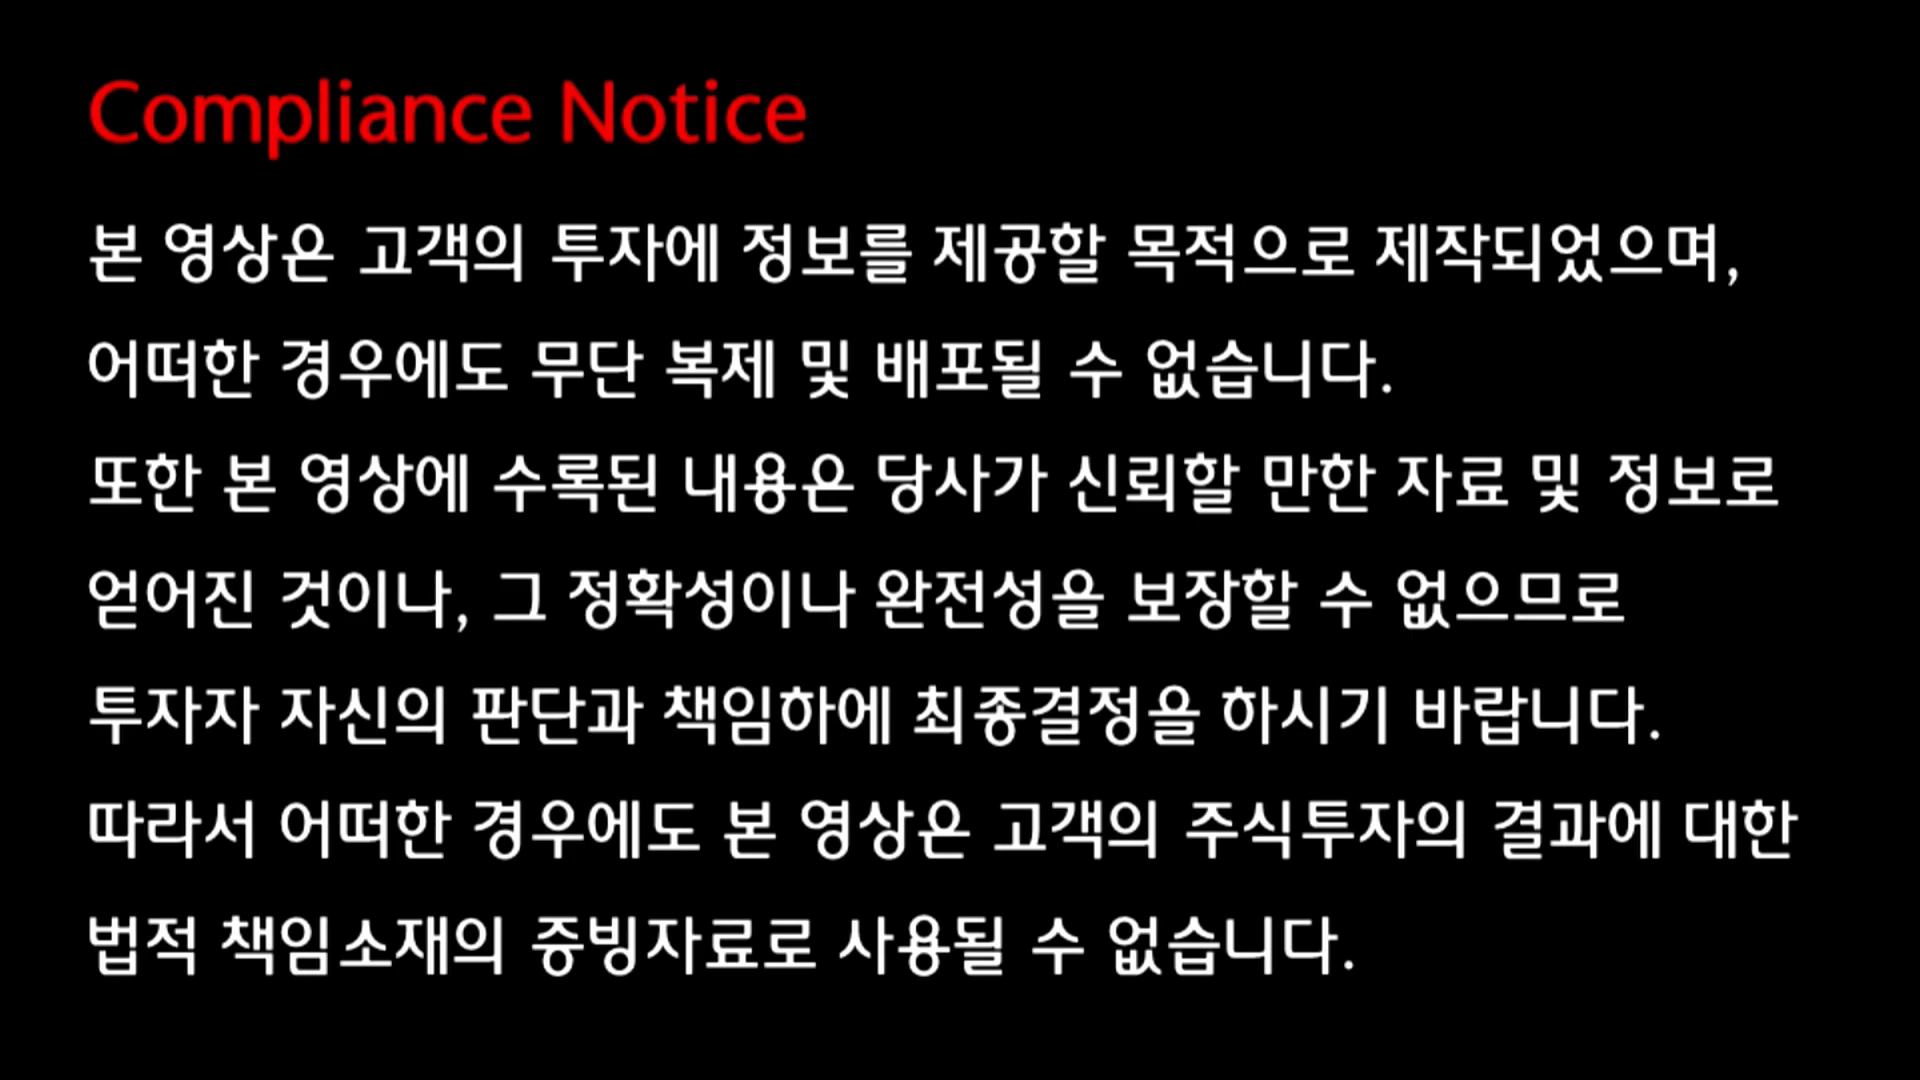 Compliance Notice
본 영상은 고객의 투자에 정보를 제공할 목적으로 제작되었으며,
어떠한 경우에도 무단 복제 및 배포될 수 없습니다.
또한 본 영상에 수록된 내용은 당사가 신뢰할 만한 자료 및 정보로
얻어진 것이나, 그 정확성이나 완전성을 보장할 수 없으므로
투자자 자신의 판단과 책임하에 최종결정을 하시기 바랍니다.
따라서 어떠한 경우에도 본 영상은 고객의 주식투자의 결과에 대한
법적 책임소재의 증빙자료로 사용될 수 없습니다.